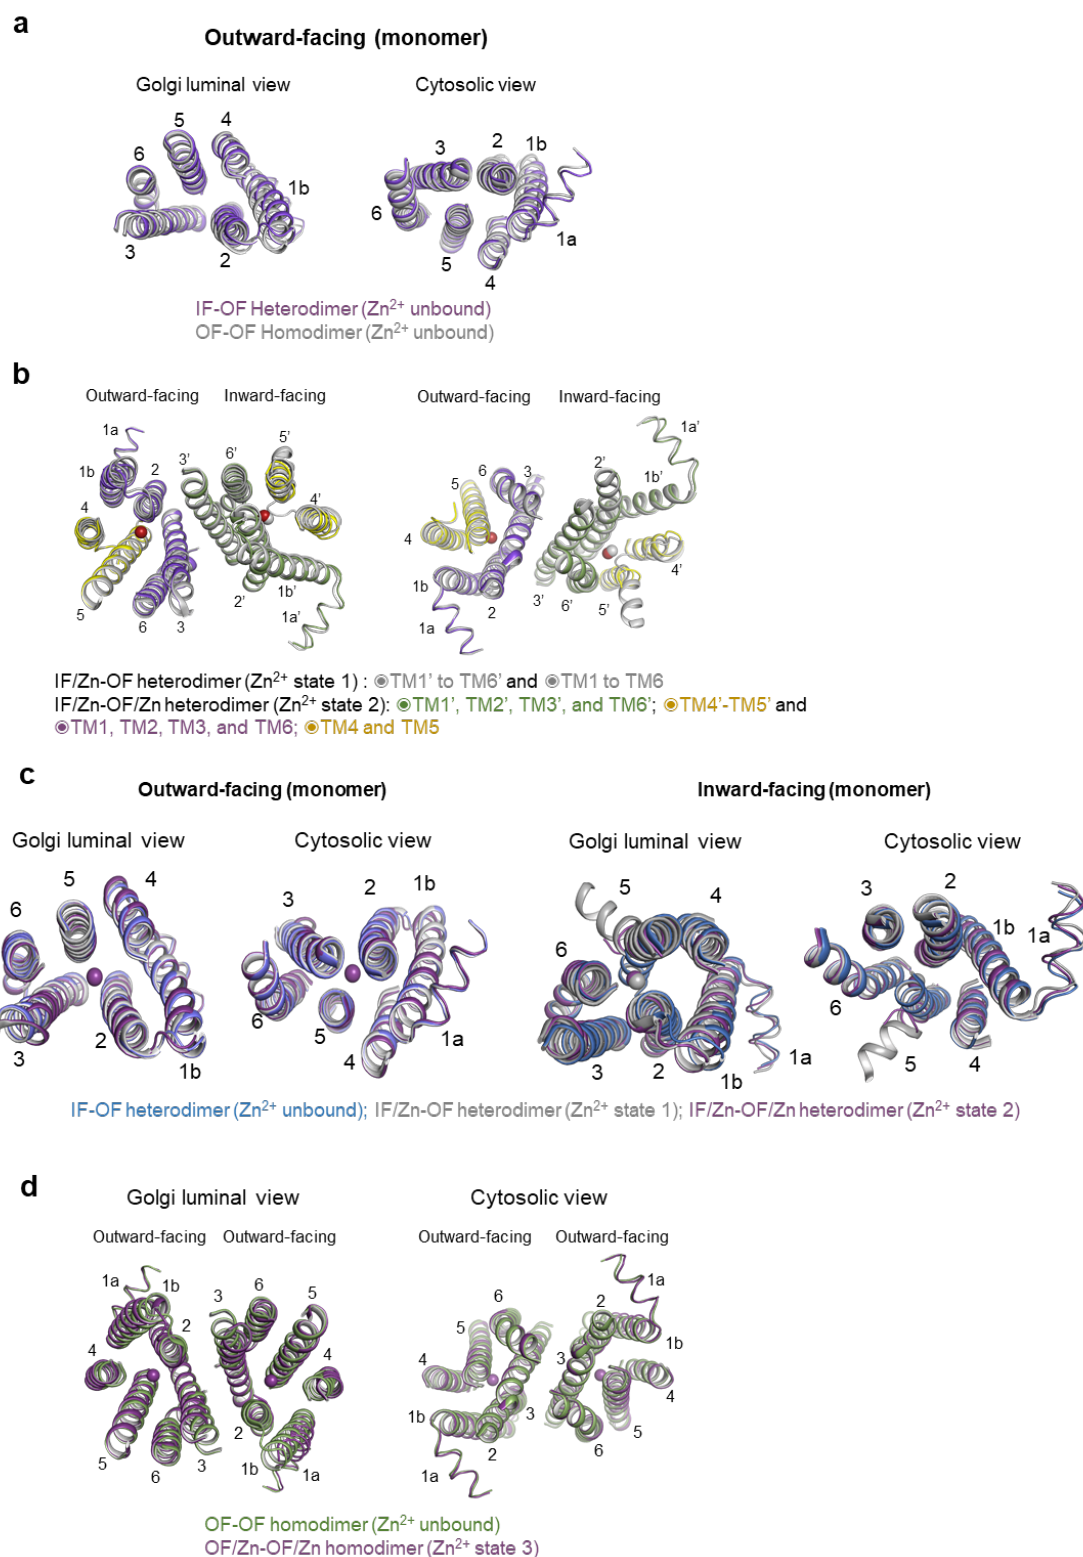 a
Outward-facing (monomer)
Golgi luminal view
Cytosolic view
5 4
6
1b
3
2
3 2 1b
6
1a
5
4
IF-OF Heterodimer (Zn2+ unbound)
OF-OF Homodimer (Zn2+ unbound)
b
Outward-facing Inward-facing
Outward-facing Inward-facing
1a
1b 2
4
5
6 3
3' 6' 5'
4'
2' 1b'
1a'
6 3
5
4
1b
2
1a
1a'
2'
1b'
4'
3' 6' 5'
IF/Zn-OF heterodimer (Zn2+ state 1) : ◉TM1' to TM6' and ◉TM1 to TM6
IF/Zn-OF/Zn heterodimer (Zn2+ state 2): ◉TM1', TM2', TM3', and TM6'; ◉TM4'-TM5' and
◉TM1, TM2, TM3, and TM6; ◉TM4 and TM5
c
Outward-facing (monomer)
Inward-facing (monomer)
Golgi luminal view
Cytosolic view
Golgi luminal view
Cytosolic view
5 4
6
3
2
1b
3 2 1b
6
5
4
1a
5 4
6
3 2 1b
1a
3 2
1b
1a
6
5 4
IF-OF heterodimer (Zn2+ unbound); IF/Zn-OF heterodimer (Zn2+ state 1); IF/Zn-OF/Zn heterodimer (Zn2+ state 2)
d
Golgi luminal view
Cytosolic view
Outward-facing Outward-facing
Outward-facing Outward-facing
1a 1b
2
4
5
6
3
3 6 5
4
2
1b 1a
6
5
4
1b
3
2
1a
1a
2
1b
3
4
5
6
OF-OF homodimer (Zn2+ unbound)
OF/Zn-OF/Zn homodimer (Zn2+ state 3)